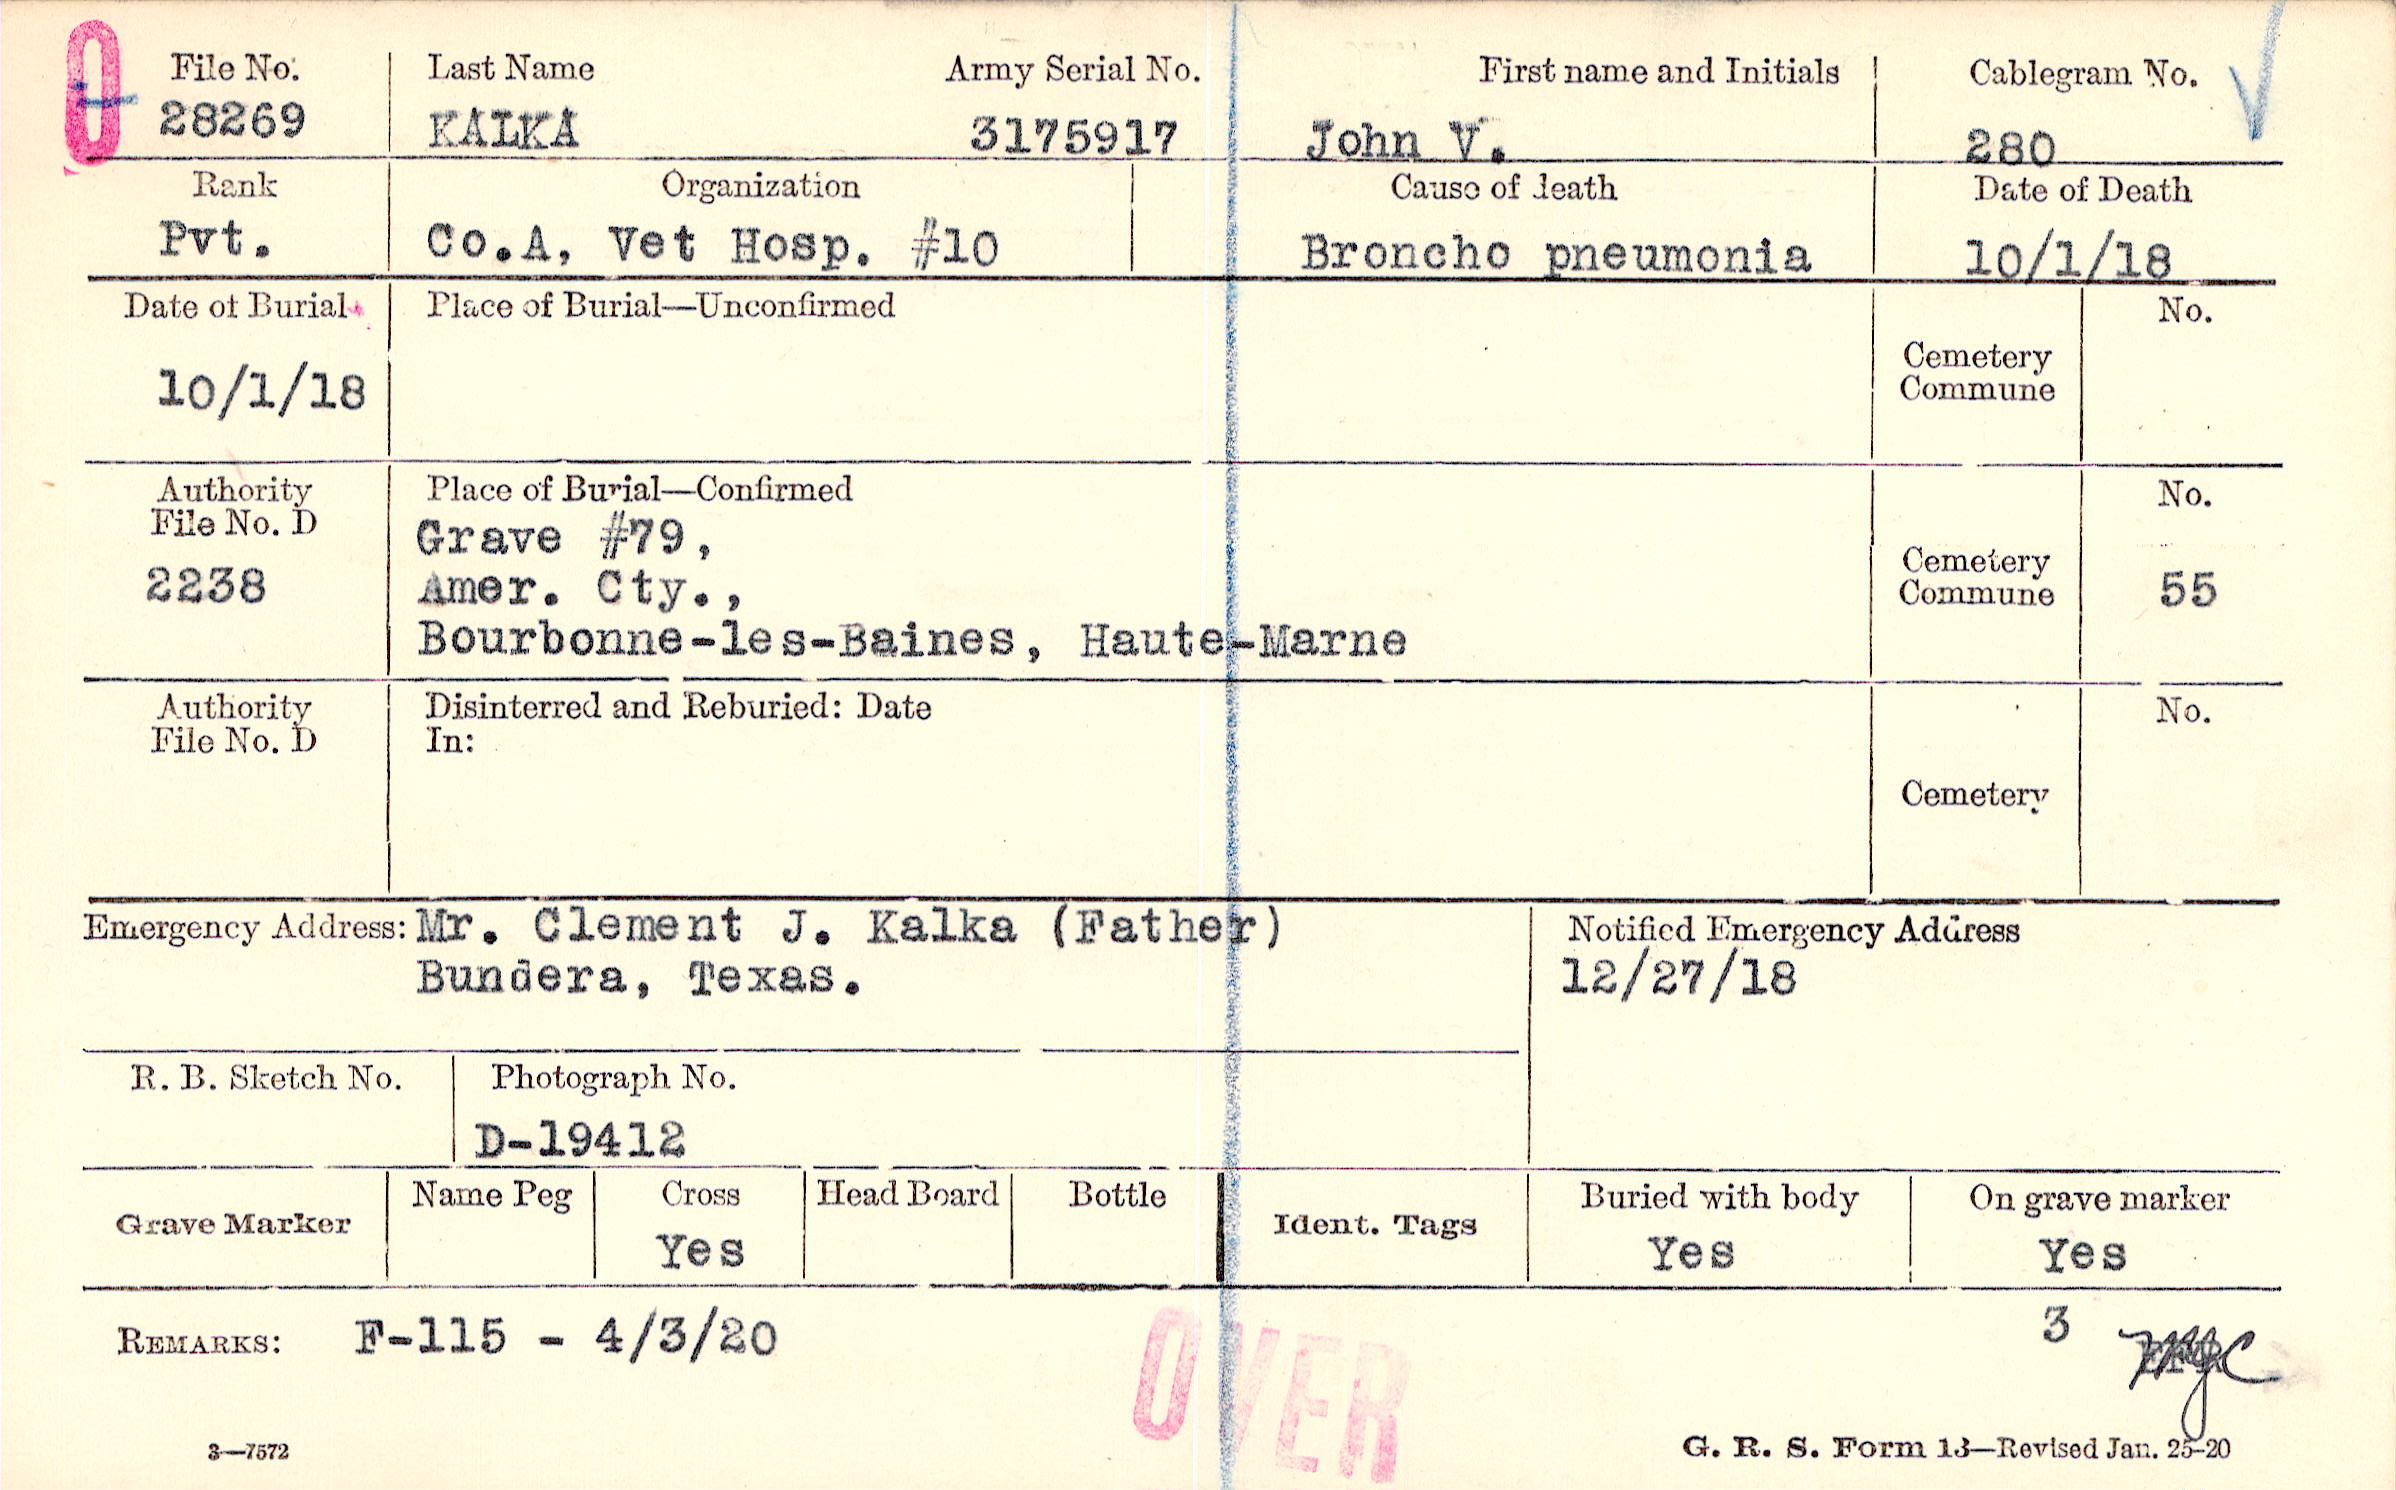 O
File No. Last Name Army Serial No. First name and Initials Cablegram No.
28269 KALKA 3175917 John V. 280
Rank Organization Cause of death Date of Death
Pvt. Co.A, Vet Hosp. #10 Broncho pneumonia 10/1/18
Date of Burial Place of Burial—Unconfirmed No.
10/1/18
Cemetery
Commune
Authority
File No. D
2238
Place of Burial—Confirmed
Grave #79,
Amer. Cty.,
Bourbonne-les-Baines, Haute-Marne
Cemetery
Commune
No.
55
Authority
File No. D
Disinterred and Reburied: Date
In:
Cemetery
No.
Emergency Address: Mr. Clement J. Kalka (Father)
Bundera, Texas.
Notified Emergency Address
12/27/18
R. B. Sketch No. Photograph No.
D-19412
Grave Marker Name Peg Cross Head Board Bottle Ident. Tags Buried with body On grave marker
Yes Yes Yes
REMARKS: F-115 - 4/3/20 3
OVER
3—7572 G. R. S. Form 13—Revised Jan. 25-20